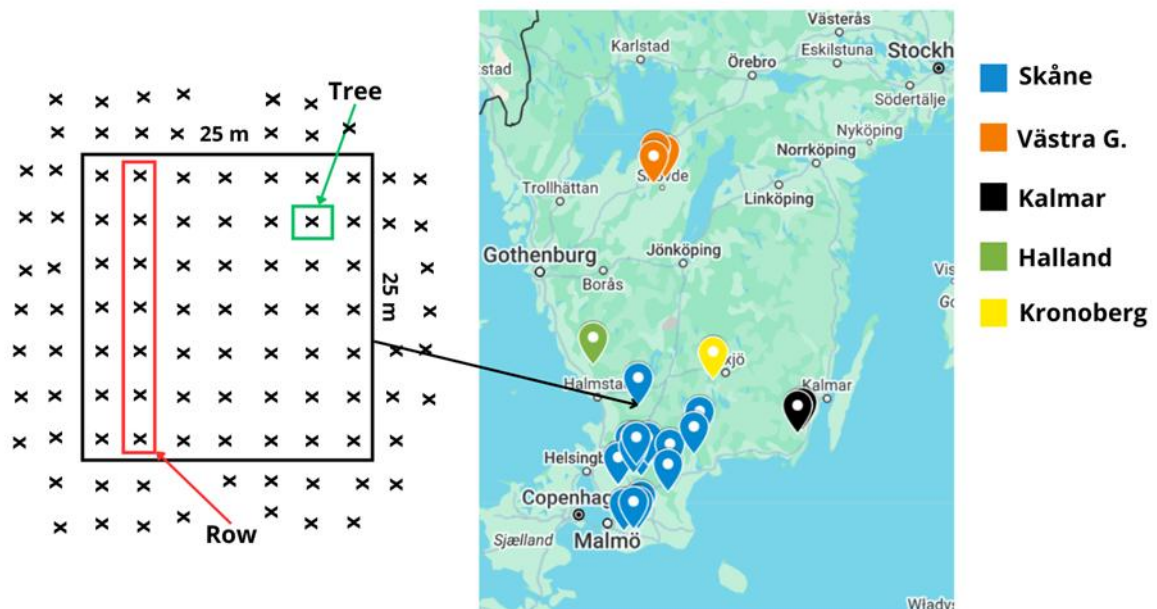 Tree
25 m
25 m
Row
Västerås
Karlstad
Eskilstuna
Stockh
stad
Örebro
Södertälje
Nyköping
Norrköping
Skövde
Trollhättan
Linköping
Gothenburg
Jönköping
Borås
Vis
Go
xjö
Halmsta
Kalmar
Helsingb
Copenhag
Sjælland
Malmö
Władys
Skåne
Västra G.
Kalmar
Halland
Kronoberg